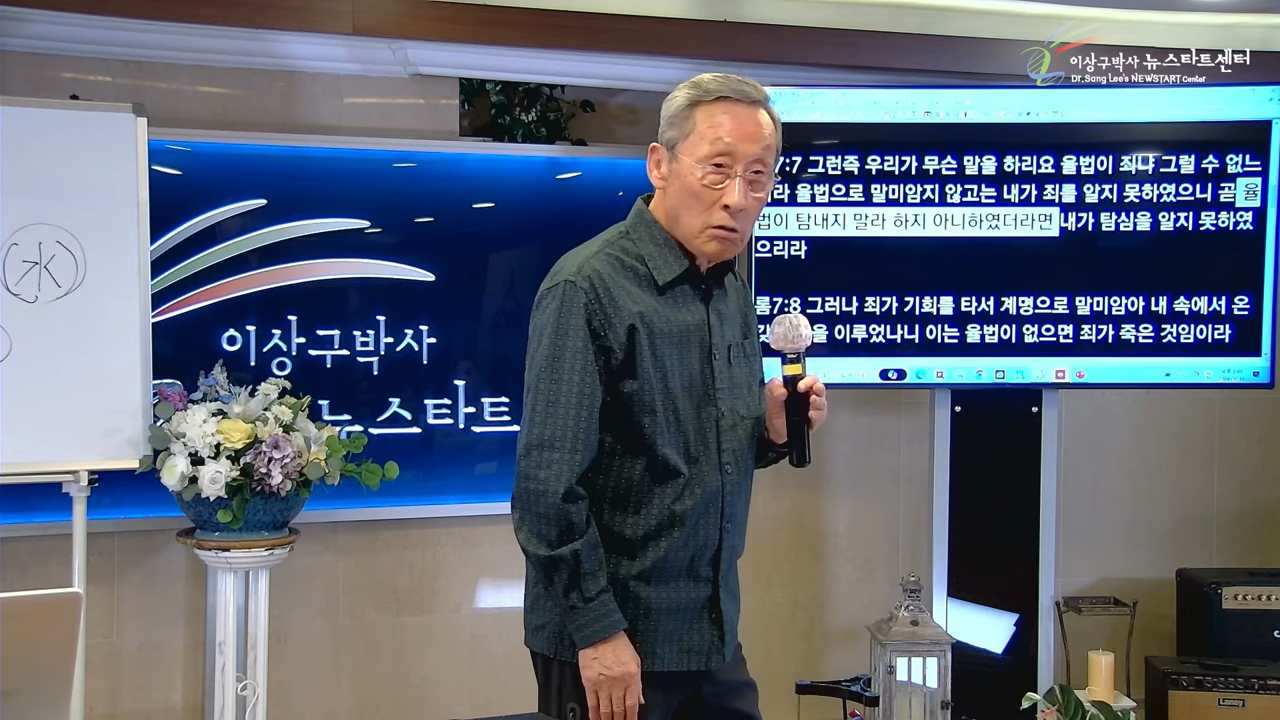 이상구박사 뉴스타트센터
Dr. Sang Lee's NEWSTART Center
7:7 그런즉 우리가 무슨 말을 하리요 율법이 죄냐 그럴 수 없느
라 율법으로 말미암지 않고는 내가 죄를 알지 못하였으니 곧 율
법이 탐내지 말라 하지 아니하였더라면 내가 탐심을 알지 못하였
으리라
롬7:8 그러나 죄가 기회를 타서 계명으로 말미암아 내 속에서 온
을 이루었나니 이는 율법이 없으면 죄가 죽은 것임이라
이상구박사
뉴스타트
Laney